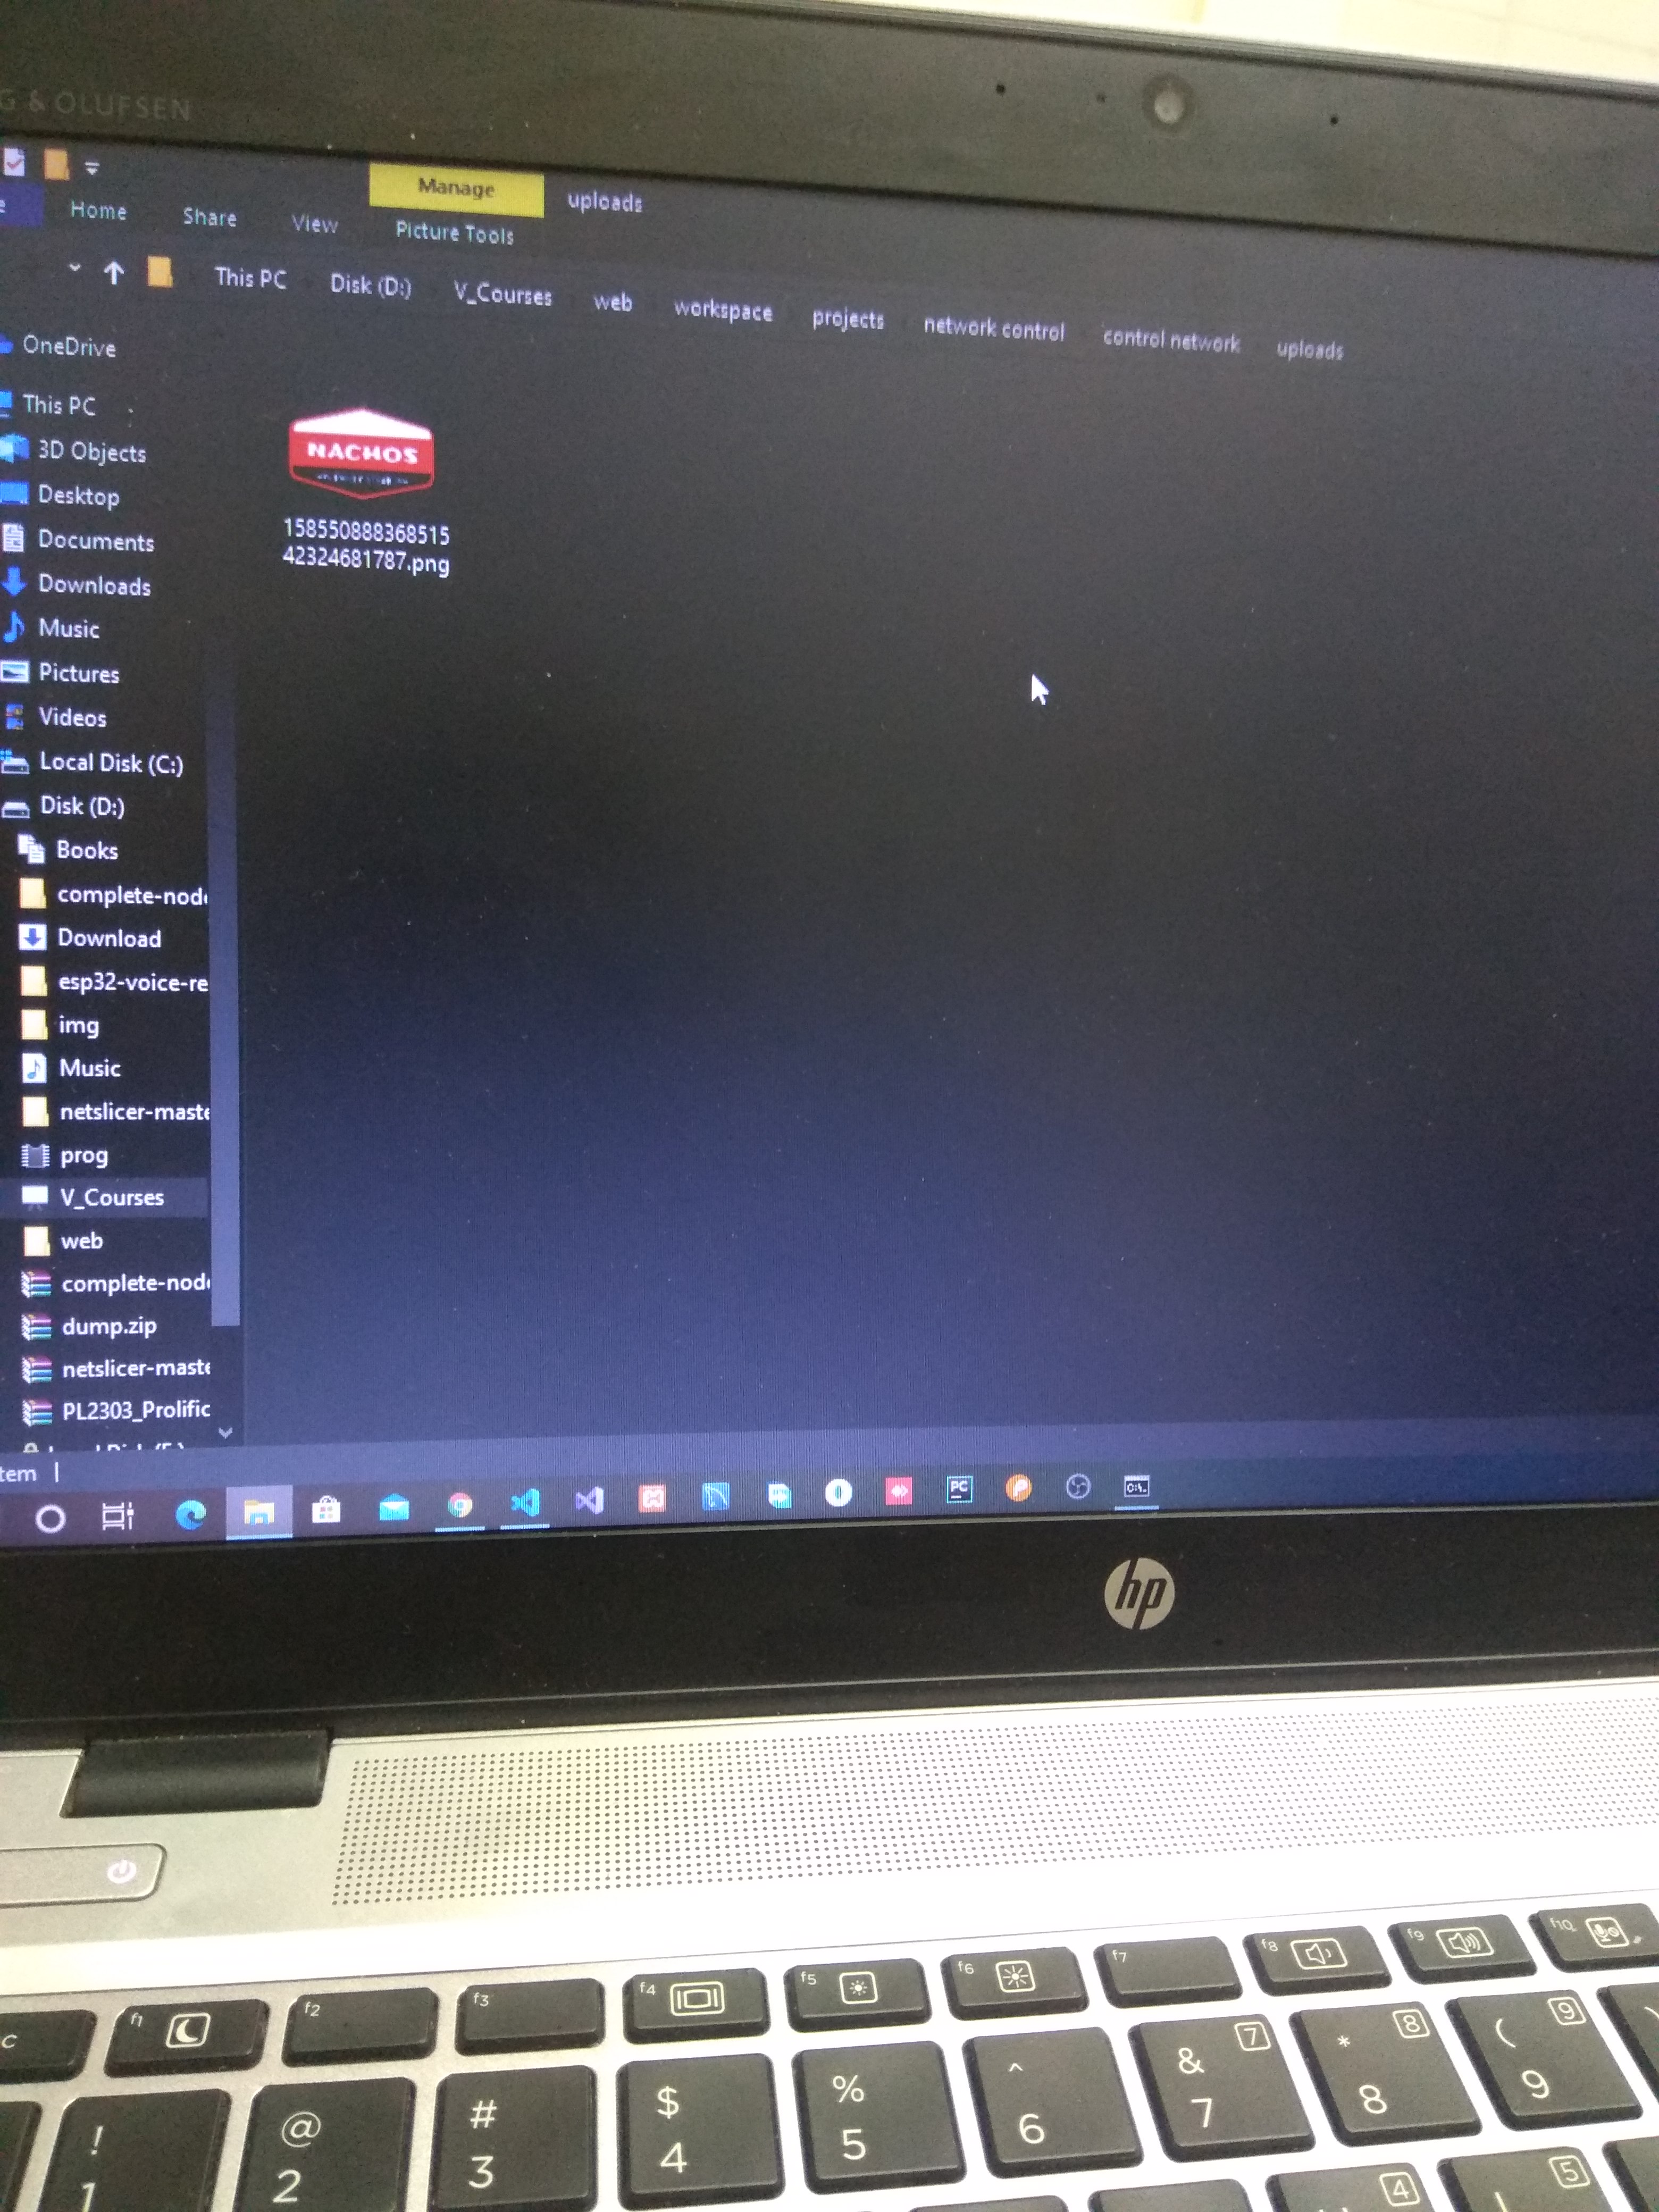 G & OLUFSEN
Manage
uploads
Home
Share
View
Picture Tools
This PC
Disk (D:)
V_Courses
web
workspace
projects
network control
control network
uploads
OneDrive
This PC
3D Objects
Desktop
Documents
Downloads
Music
Pictures
Videos
Local Disk (C:)
Disk (D:)
Books
complete-nod
Download
esp32-voice-re
img
Music
netslicer-maste
prog
V_Courses
web
complete-nod
dump.zip
netslicer-maste
PL2303_Prolific
NACHOS
158550888368515
42324681787.png
tem
PC
C:\_
hp
c
f1
f2
f3
f4
f5
f6
f7
f8
f9
f10
! 1
@ 2
# 3
$ 4
% 5
^ 6
& 7 7
* 8 8
( 9 9
)
4
5